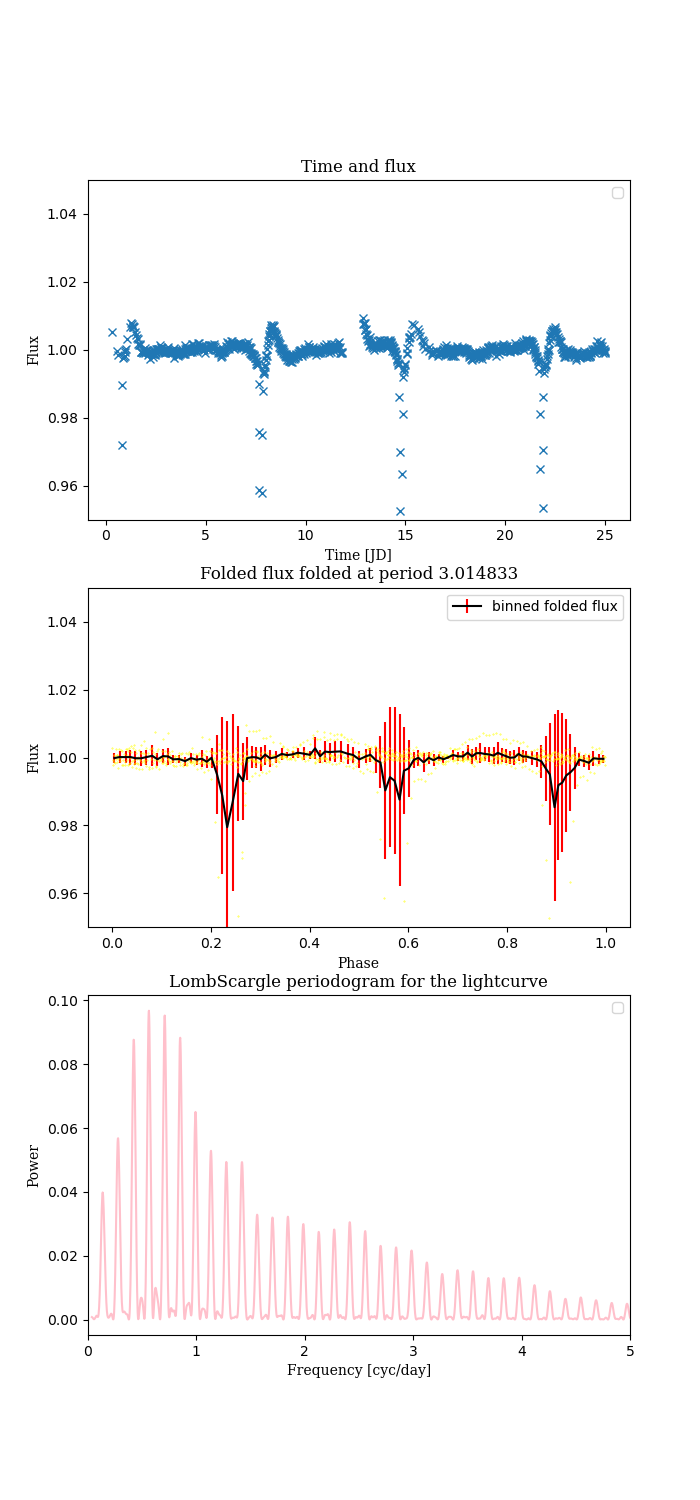 Time and flux
1.04
1.02
1.00
0.98
0.96
Flux
0 5 10 15 20 25
Time [JD]
Folded flux folded at period 3.014833
binned folded flux
1.04
1.02
1.00
0.98
0.96
Flux
0.0 0.2 0.4 0.6 0.8 1.0
Phase
LombScargle periodogram for the lightcurve
0.10
0.08
0.06
0.04
0.02
0.00
Power
0 1 2 3 4 5
Frequency [cyc/day]